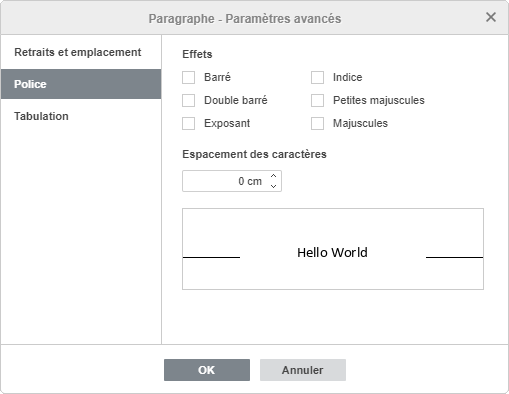 Paragraphe - Paramètres avancés
Retraits et emplacement
Police
Tabulation
Effets
Barré
Indice
Double barré
Petites majuscules
Exposant
Majuscules
Espacement des caractères
0 cm
Hello World
OK
Annuler